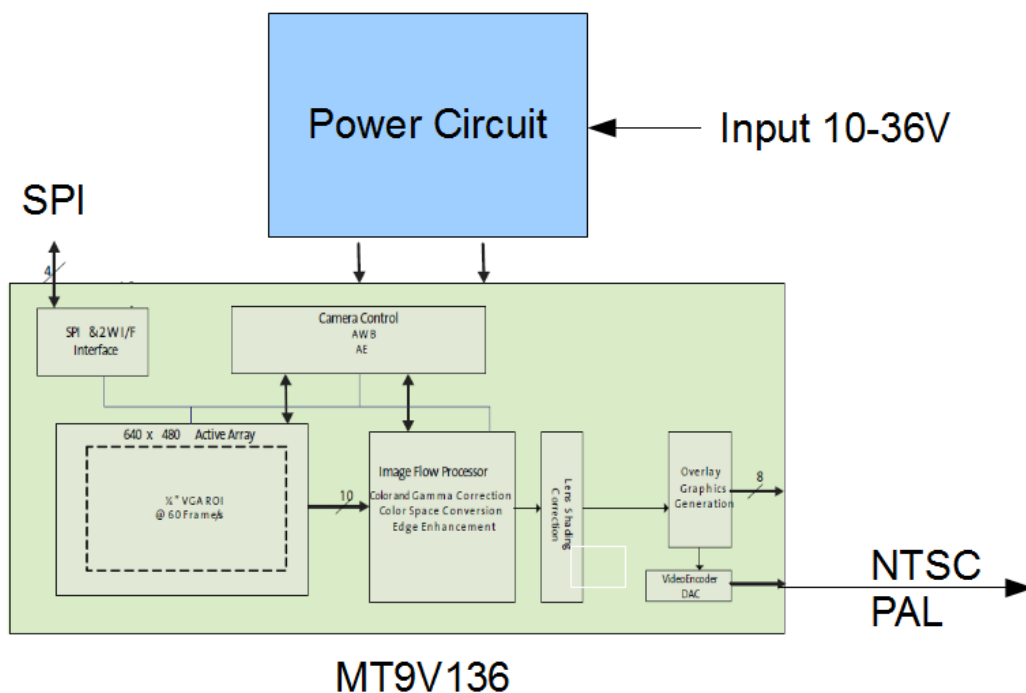 Power Circuit
Input 10-36V
SPI
4
SPI &2W I/F
Interface
Camera Control
AWB
AE
640 x 480 Active Array
¼" VGA ROI
@ 60 Frame/s
10
Image Flow Processor
Color and Gamma Correction
Color Space Conversion
Edge Enhancement
Lens Shading
Correction
Overlay
Graphics
Generation
8
VideoEncoder
DAC
NTSC
PAL
MT9V136